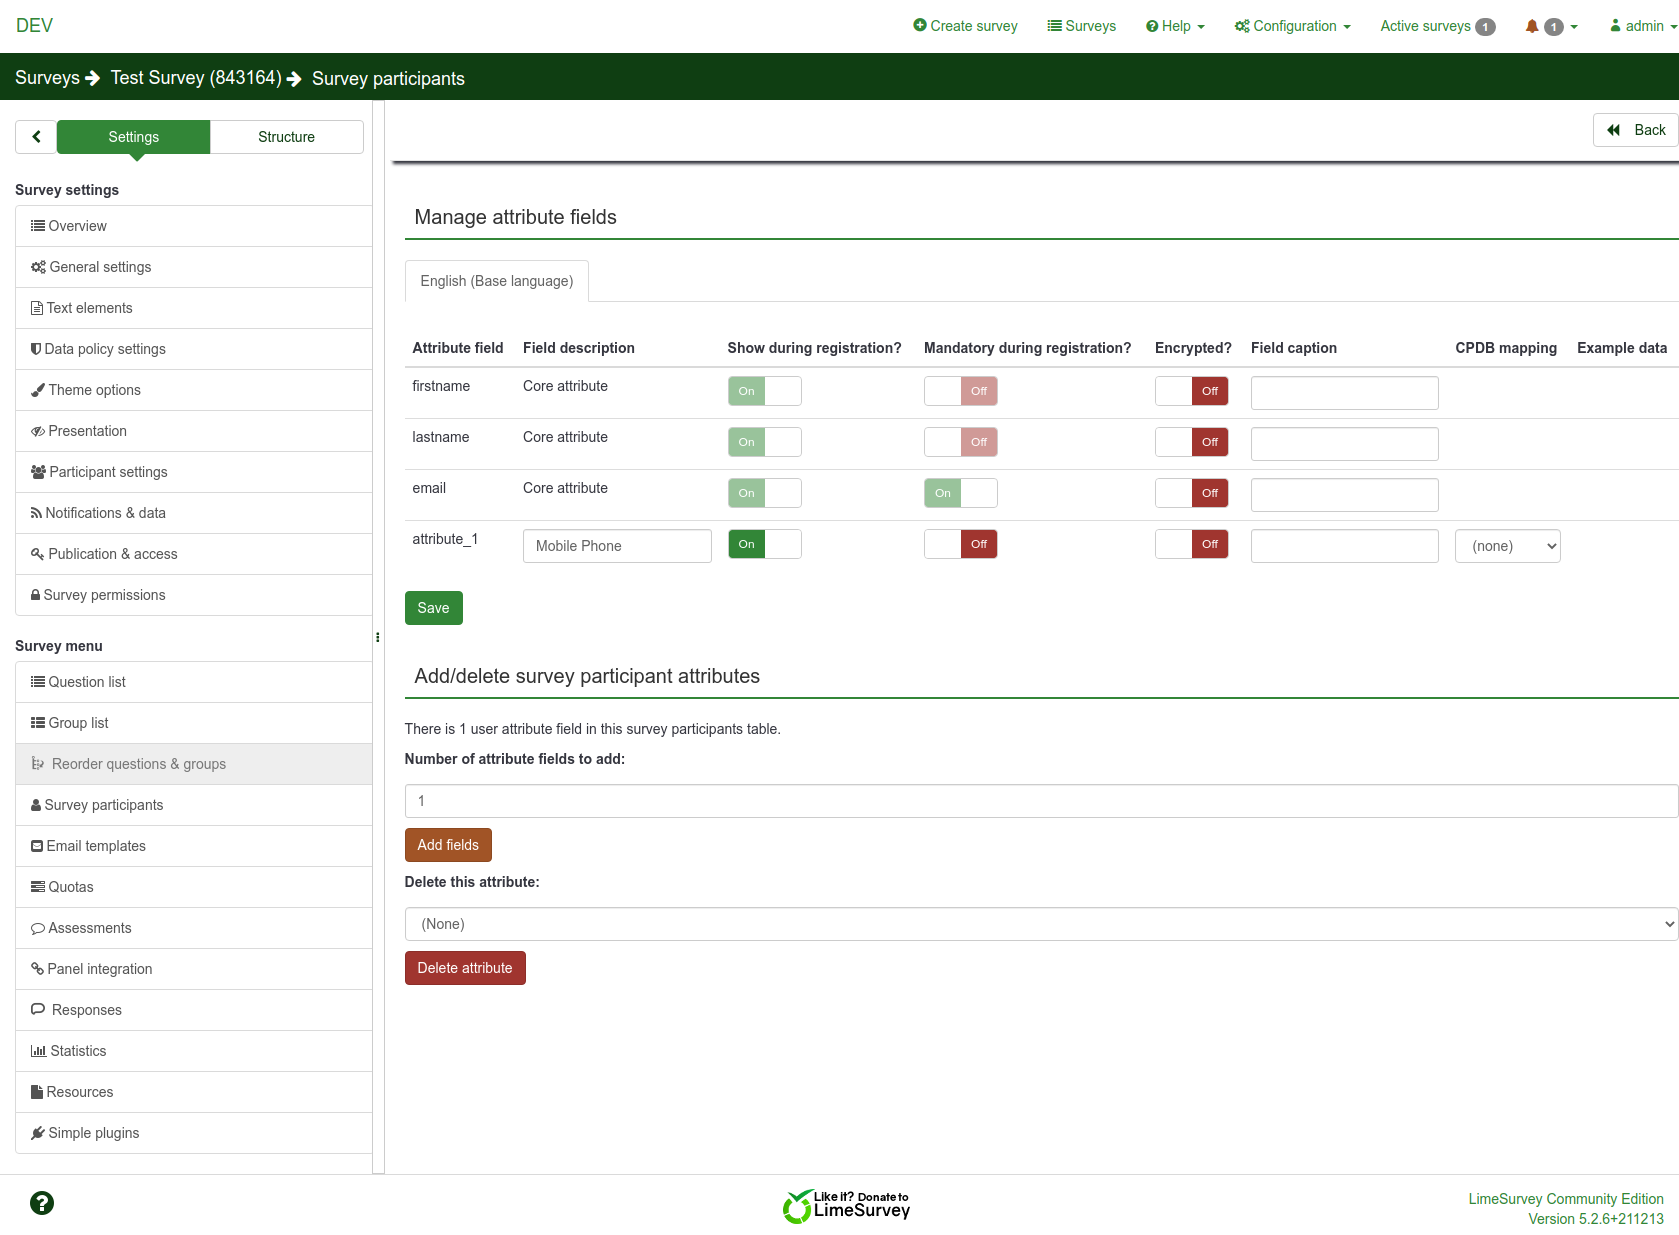 DEV
Create survey Surveys Help Configuration Active surveys 1 1 admin
Surveys Test Survey (843164) Survey participants
Settings Structure
Back
Survey settings
Overview
General settings
Text elements
Data policy settings
Theme options
Presentation
Participant settings
Notifications & data
Publication & access
Survey permissions
Survey menu
Question list
Group list
Reorder questions & groups
Survey participants
Email templates
Quotas
Assessments
Panel integration
Responses
Statistics
Resources
Simple plugins
Manage attribute fields
English (Base language)
Attribute field Field description Show during registration? Mandatory during registration? Encrypted? Field caption CPDB mapping Example data
firstname Core attribute On Off Off
lastname Core attribute On Off Off
email Core attribute On On Off
attribute_1 Mobile Phone On Off Off (none)
Save
Add/delete survey participant attributes
There is 1 user attribute field in this survey participants table.
Number of attribute fields to add:
1
Add fields
Delete this attribute:
(None)
Delete attribute
Like it? Donate to
LimeSurvey
LimeSurvey Community Edition
Version 5.2.6+211213